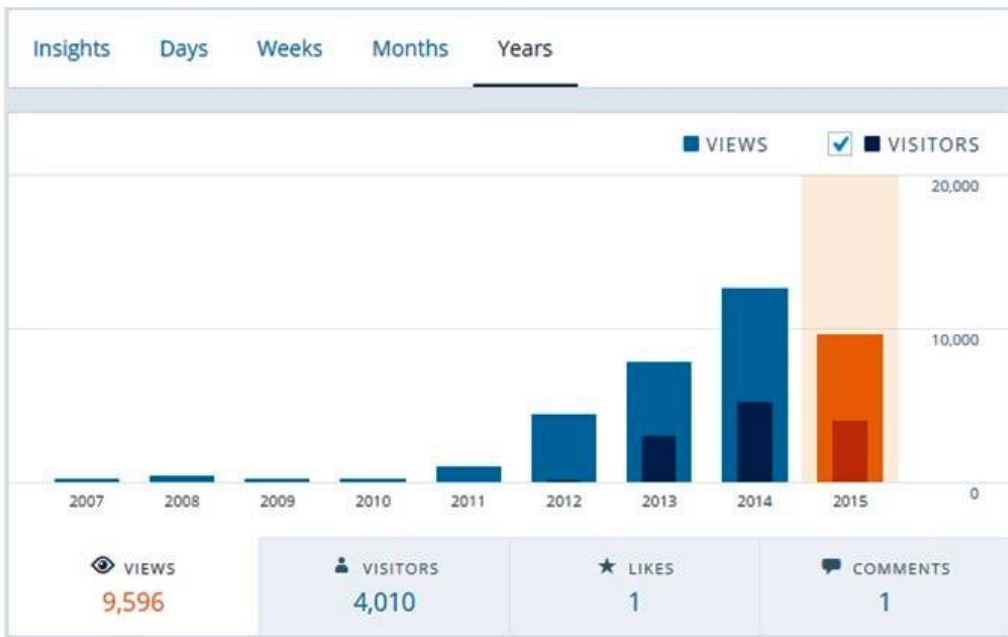 Insights Days Weeks Months Years
VIEWS VISITORS
20,000
10,000
0
2007 2008 2009 2010 2011 2012 2013 2014 2015
VIEWS VISITORS LIKES COMMENTS
9,596 4,010 1 1